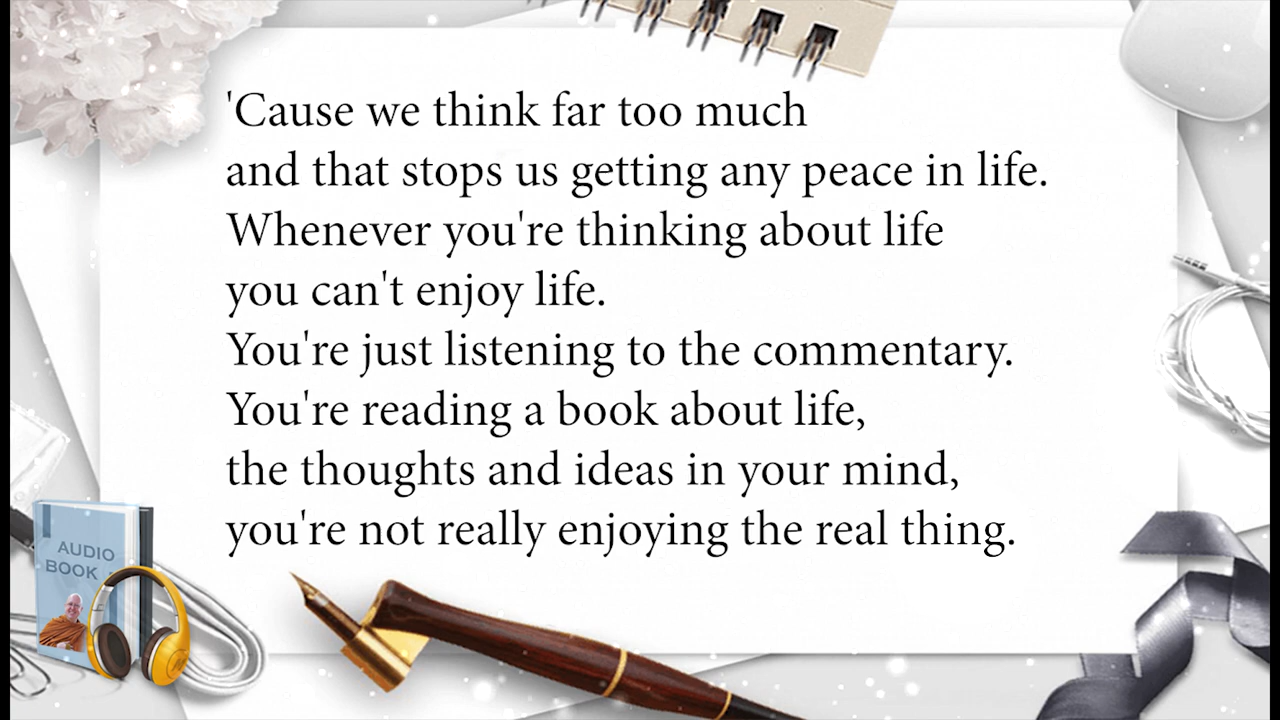 'Cause we think far too much
and that stops us getting any peace in life.
Whenever you're thinking about life
you can't enjoy life.
You're just listening to the commentary.
You're reading a book about life,
the thoughts and ideas in your mind,
you're not really enjoying the real thing.
AUDIO
BOOK